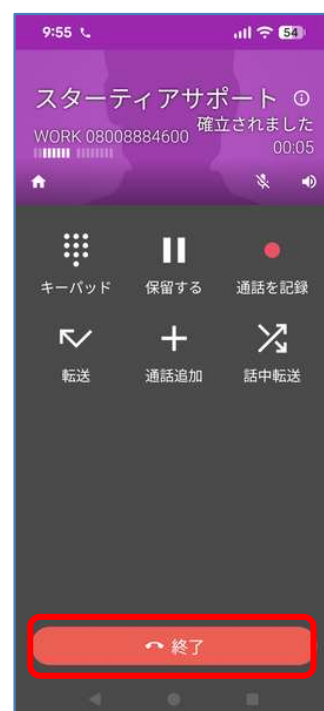 9:55
54
スターティアサポート
確立されました
WORK 08008884600
00:05
キーパッド 保留する 通話を記録
転送 通話追加 話中転送
終了